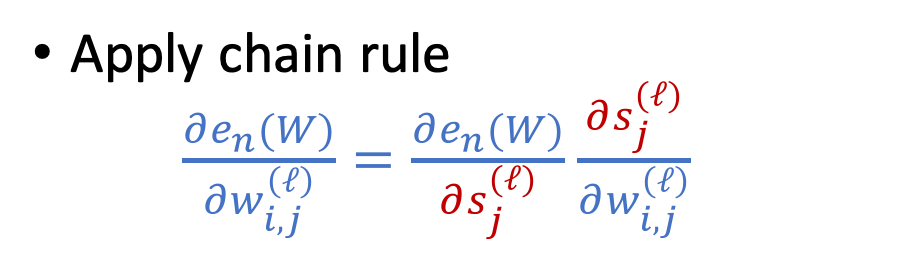 • Apply chain rule
∂e_n(W)/∂w_{i,j}^{(ℓ)} = ∂e_n(W)/∂s_j^{(ℓ)} ∂s_j^{(ℓ)}/∂w_{i,j}^{(ℓ)}